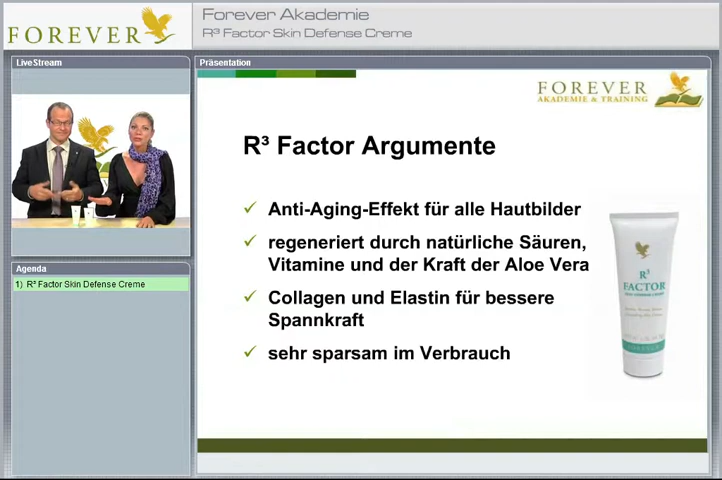 FOREVER
Forever Akademie
R³ Factor Skin Defense Creme
LiveStream
Präsentation
FOREVER
AKADEMIE & TRAINING
R³ Factor Argumente
Anti-Aging-Effekt für alle Hautbilder
regeneriert durch natürliche Säuren,
Vitamine und der Kraft der Aloe Vera
Collagen und Elastin für bessere
Spannkraft
sehr sparsam im Verbrauch
R³
FACTOR
Agenda
1) R³ Factor Skin Defense Creme